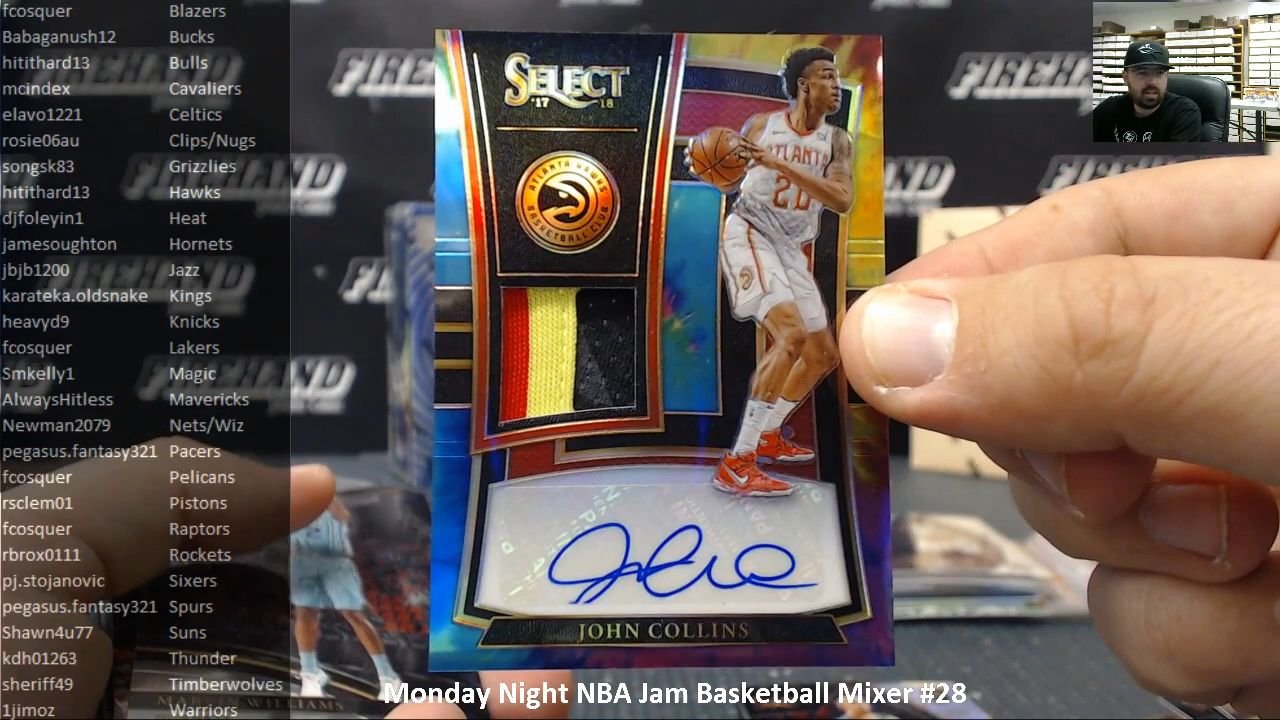 fcosquer Blazers
Babaganush12 Bucks
hitithard13 Bulls
mcindex Cavaliers
elavo1221 Celtics
rosie06au Clips/Nugs
songsk83 Grizzlies
hitithard13 Hawks
djfoleyin1 Heat
jamesoughton Hornets
jbjb1200 Jazz
karateka.oldsnake Kings
heavyd9 Knicks
fcosquer Lakers
Smkelly1 Magic
AlwaysHitless Mavericks
Newman2079 Nets/Wiz
pegasus.fantasy321 Pacers
fcosquer Pelicans
rsclem01 Pistons
fcosquer Raptors
rbrox0111 Rockets
pj.stojanovic Sixers
pegasus.fantasy321 Spurs
Shawn4u77 Suns
kdh01263 Thunder
sheriff49 Timberwolves
1jimoz Warriors
SELECT
'17 18
ATLANTA HAWKS
BASKETBALL CLUB
ATLANTA
20
JOHN COLLINS
FIREHAND
WILLIAMS
Monday Night NBA Jam Basketball Mixer #28